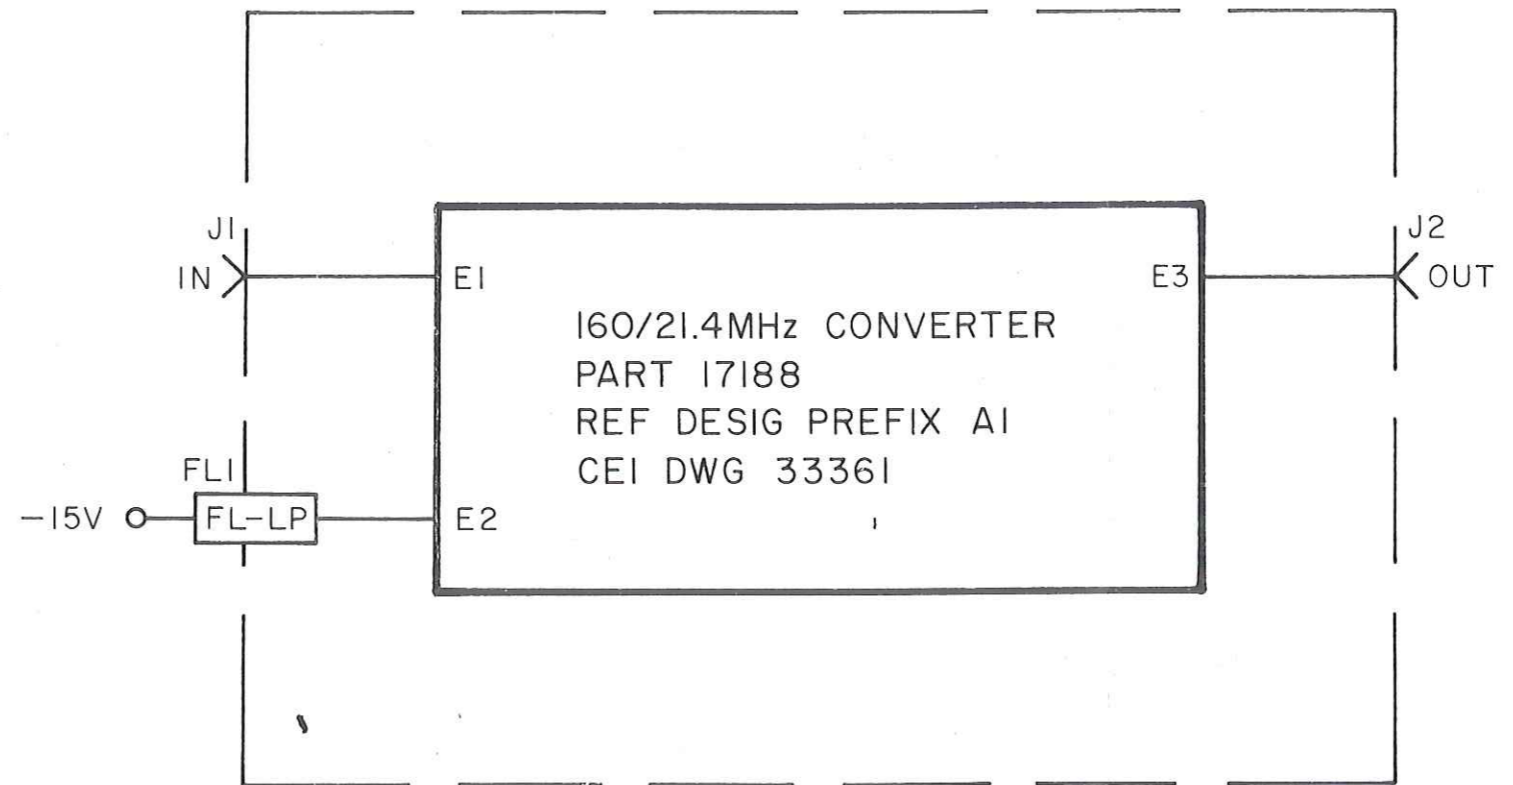 J1
IN
E1
E3
J2
OUT
160/21.4MHz CONVERTER
PART 17188
REF DESIG PREFIX A1
CEI DWG 33361
FL1
-15V
FL-LP
E2